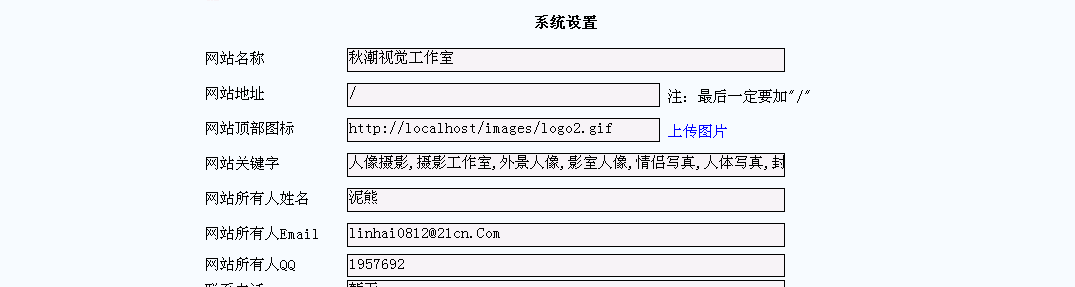 系统设置
网站名称 秋潮视觉工作室
网站地址 / 注：最后一定要加"/"
网站顶部图标 http://localhost/images/logo2.gif 上传图片
网站关键字 人像摄影,摄影工作室,外景人像,影室人像,情侣写真,人体写真,封
网站所有人姓名 泥熊
网站所有人Email linhai0812@21cn.Com
网站所有人QQ 1957692